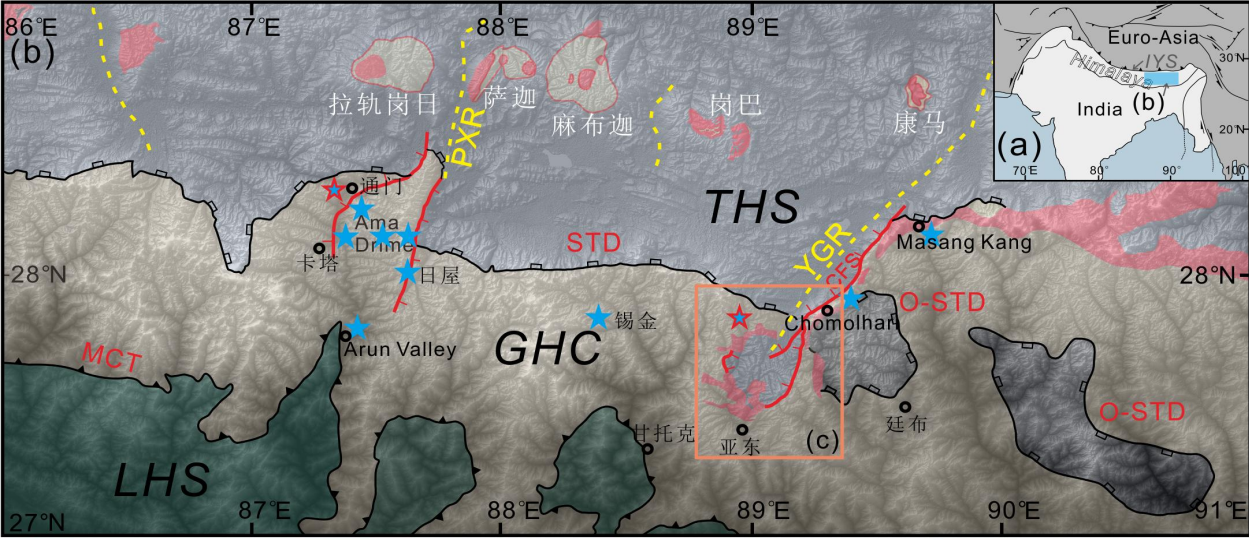 86°E
87°E
88°E
89°E
(b)
拉轨岗日
PXR
萨迦
麻布迦
岗巴
康马
Euro-Asia
IYS
Himalaya
(b)
India
(a)
30°N
20°N
70°E
80°E
90°
100°
通门
Ama
Drime
卡塔
日屋
28°N
STD
THS
YGR
CFS
Masang Kang
28°N
O-STD
Chomolhari
锡金
GHC
Arun Valley
MCT
O-STD
廷布
甘托克
亚东
(c)
LHS
27°N
87°E
88°E
89°E
90°E
91°E